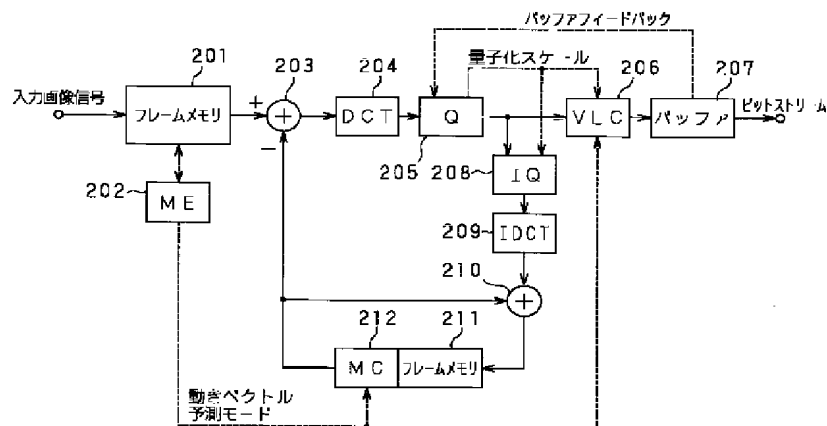 バッファフィードバック
量子化スケール
201
入力画像信号
フレームメモリ
+
203
+
204
DCT
Q
205
206
VLC
207
バッファ
ビットストリーム
−
202
ME
208
IQ
209
IDCT
210
+
212
211
MC
フレームメモリ
動きベクトル
予測モード